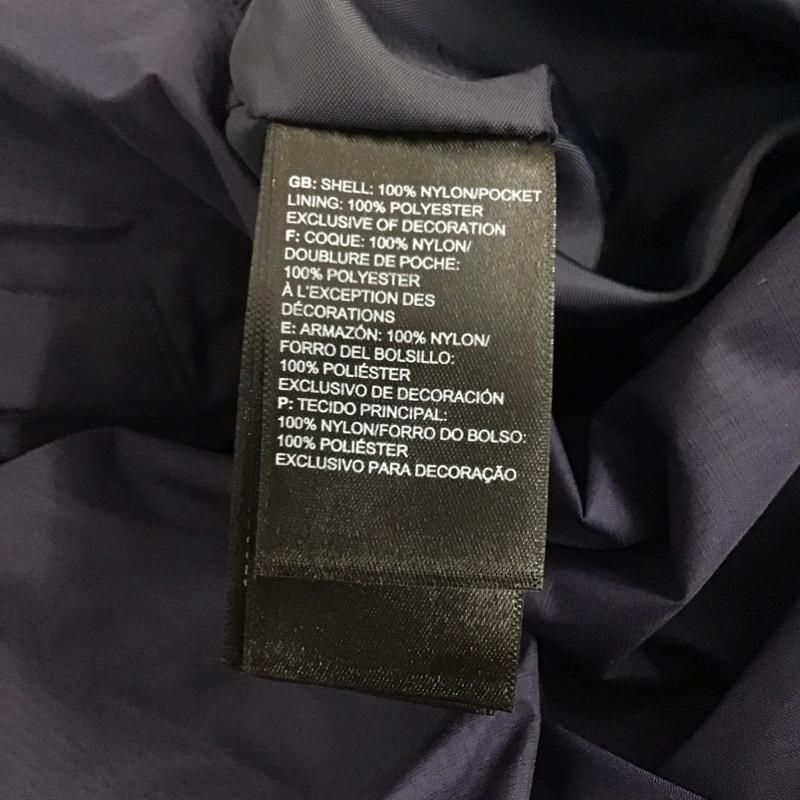 GB: SHELL: 100% NYLON/POCKET
LINING: 100% POLYESTER
EXCLUSIVE OF DECORATION
F: COQUE: 100% NYLON/
DOUBLURE DE POCHE:
100% POLYESTER
À L'EXCEPTION DES
DÉCORATIONS
E: ARMAZÓN: 100% NYLON/
FORRO DEL BOLSILLO:
100% POLIÉSTER
EXCLUSIVO DE DECORACIÓN
P: TECIDO PRINCIPAL:
100% NYLON/FORRO DO BOLSO:
100% POLIÉSTER
EXCLUSIVO PARA DECORAÇÃO